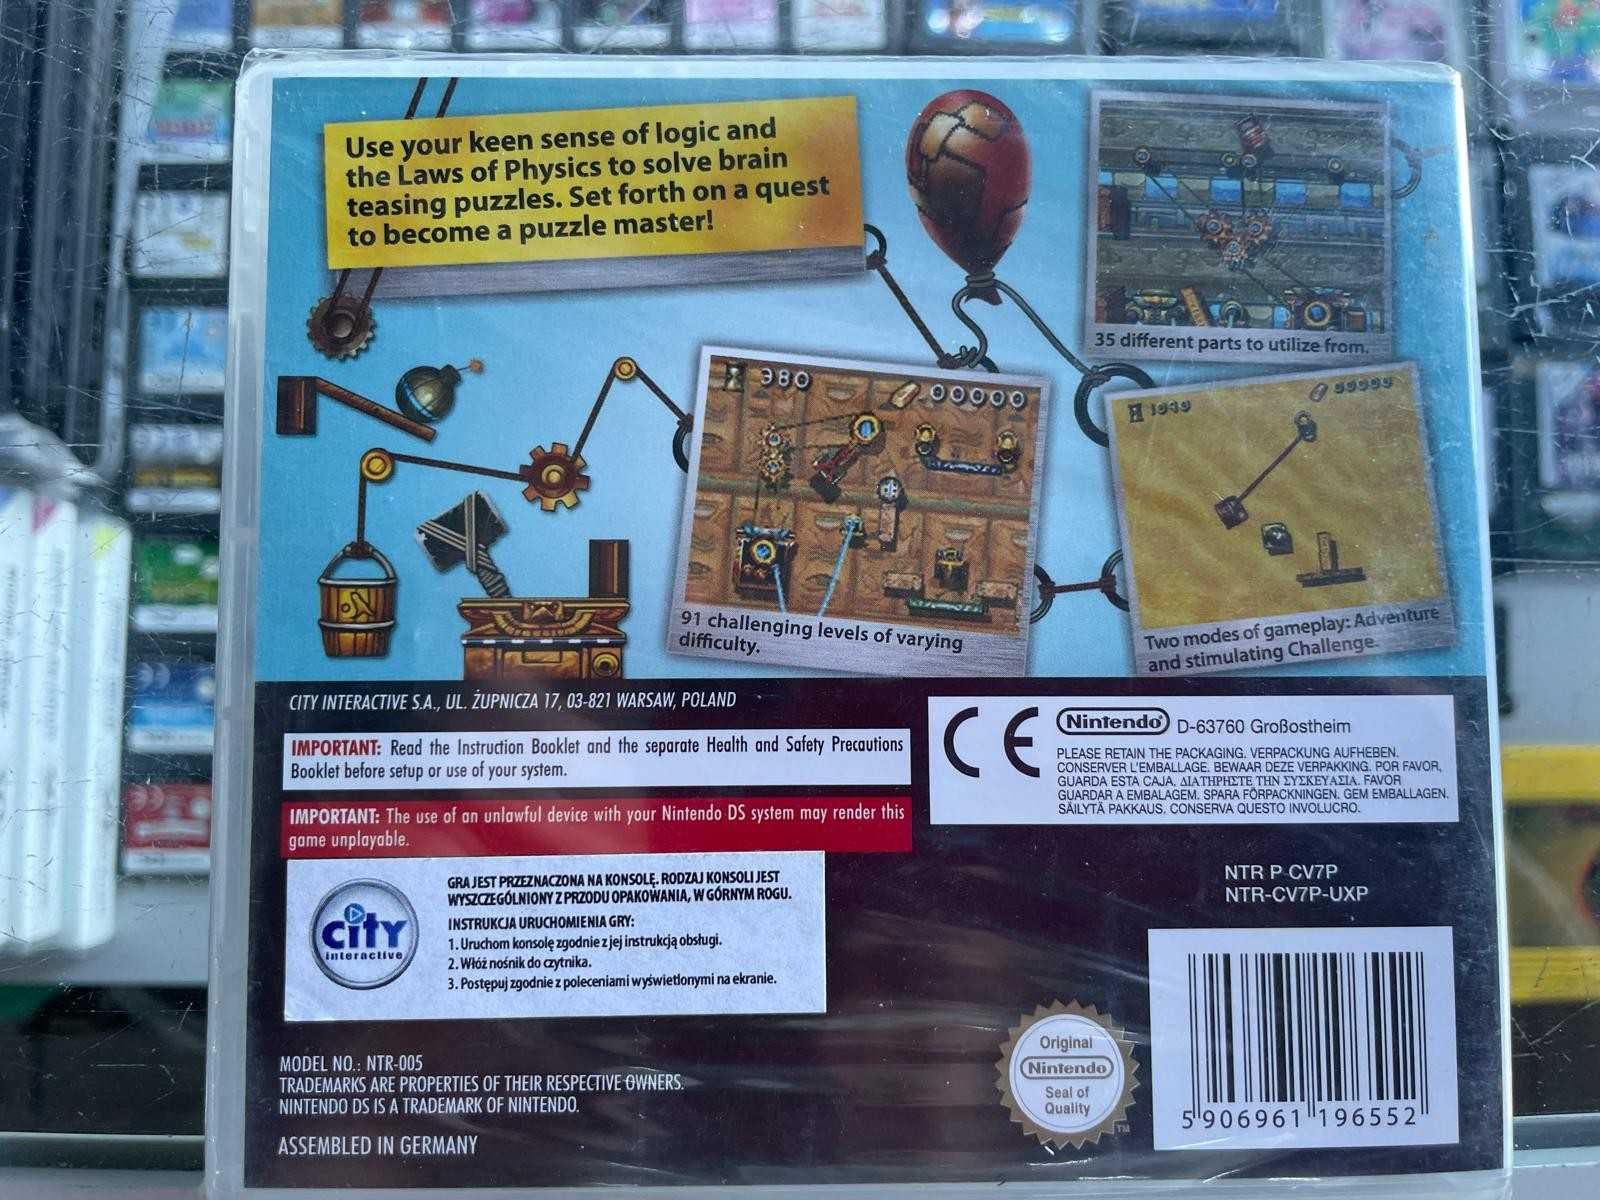 Use your keen sense of logic and
the Laws of Physics to solve brain
teasing puzzles. Set forth on a quest
to become a puzzle master!
35 different parts to utilize from.
380
00000
1049
00000
91 challenging levels of varying
difficulty.
Two modes of gameplay: Adventure
and stimulating Challenge.
CITY INTERACTIVE S.A., UL. ŻUPNICZA 17, 03-821 WARSAW, POLAND
IMPORTANT: Read the Instruction Booklet and the separate Health and Safety Precautions
Booklet before setup or use of your system.
IMPORTANT: The use of an unlawful device with your Nintendo DS system may render this
game unplayable.
CE
Nintendo® D-63760 Großostheim
PLEASE RETAIN THE PACKAGING. VERPACKUNG AUFHEBEN.
CONSERVER L'EMBALLAGE. BEWAAR DEZE VERPAKKING. POR FAVOR,
GUARDA ESTA CAJA. ΔΙΑΤΗΡΗΣΤΕ ΤΗΝ ΣΥΣΚΕΥΑΣΙΑ. FAVOR
GUARDAR A EMBALAGEM. SPARA FÖRPACKNINGEN. GEM EMBALLAGEN.
SÄILYTÄ PAKKAUS. CONSERVA QUESTO INVOLUCRO.
city
interactive
GRA JEST PRZEZNACZONA NA KONSOLĘ. RODZAJ KONSOLI JEST
WYSZCZEGÓLNIONY Z PRZODU OPAKOWANIA, W GÓRNYM ROGU.
INSTRUKCJA URUCHOMIENIA GRY:
1. Uruchom konsolę zgodnie z jej instrukcją obsługi.
2. Włóż nośnik do czytnika.
3. Postępuj zgodnie z poleceniami wyświetlonymi na ekranie.
NTR P-CV7P
NTR-CV7P-UXP
MODEL NO.: NTR-005
TRADEMARKS ARE PROPERTIES OF THEIR RESPECTIVE OWNERS.
NINTENDO DS IS A TRADEMARK OF NINTENDO.
ASSEMBLED IN GERMANY
Original
Nintendo
Seal of
Quality
TM
5 906961 196552